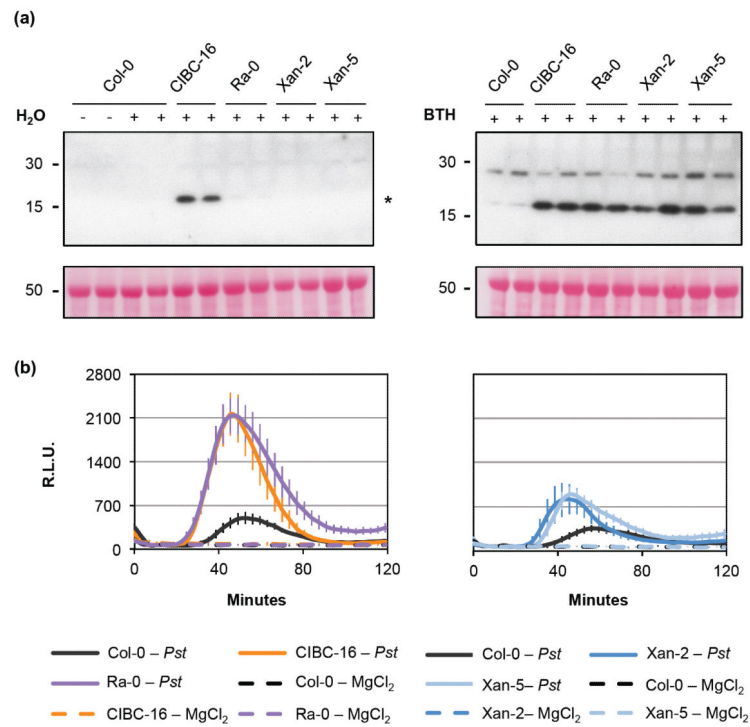 (a)
Col-0 CIBC-16 Ra-0 Xan-2 Xan-5
H₂O - - + + + + + + + + + +
30 -
15 -
*
50 -
Col-0 CIBC-16 Ra-0 Xan-2 Xan-5
BTH + + + + + + + + + +
30 -
15 -
50 -
(b)
R.L.U.
2800
2100
1400
700
0
0 40 80 120
Minutes
0 40 80 120
Minutes
Col-0 – Pst CIBC-16 – Pst Col-0 – Pst Xan-2 – Pst
Ra-0 – Pst Col-0 – MgCl₂ Xan-5– Pst Col-0 – MgCl₂
CIBC-16 – MgCl₂ Ra-0 – MgCl₂ Xan-2– MgCl₂ Xan-5 – MgCl₂